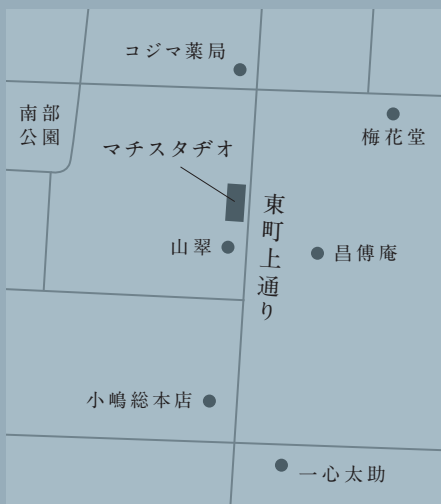 コジマ薬局
南部
公園
梅花堂
マチスタヂオ
東町上通り
山翠
昌傳庵
小嶋総本店
一心太助